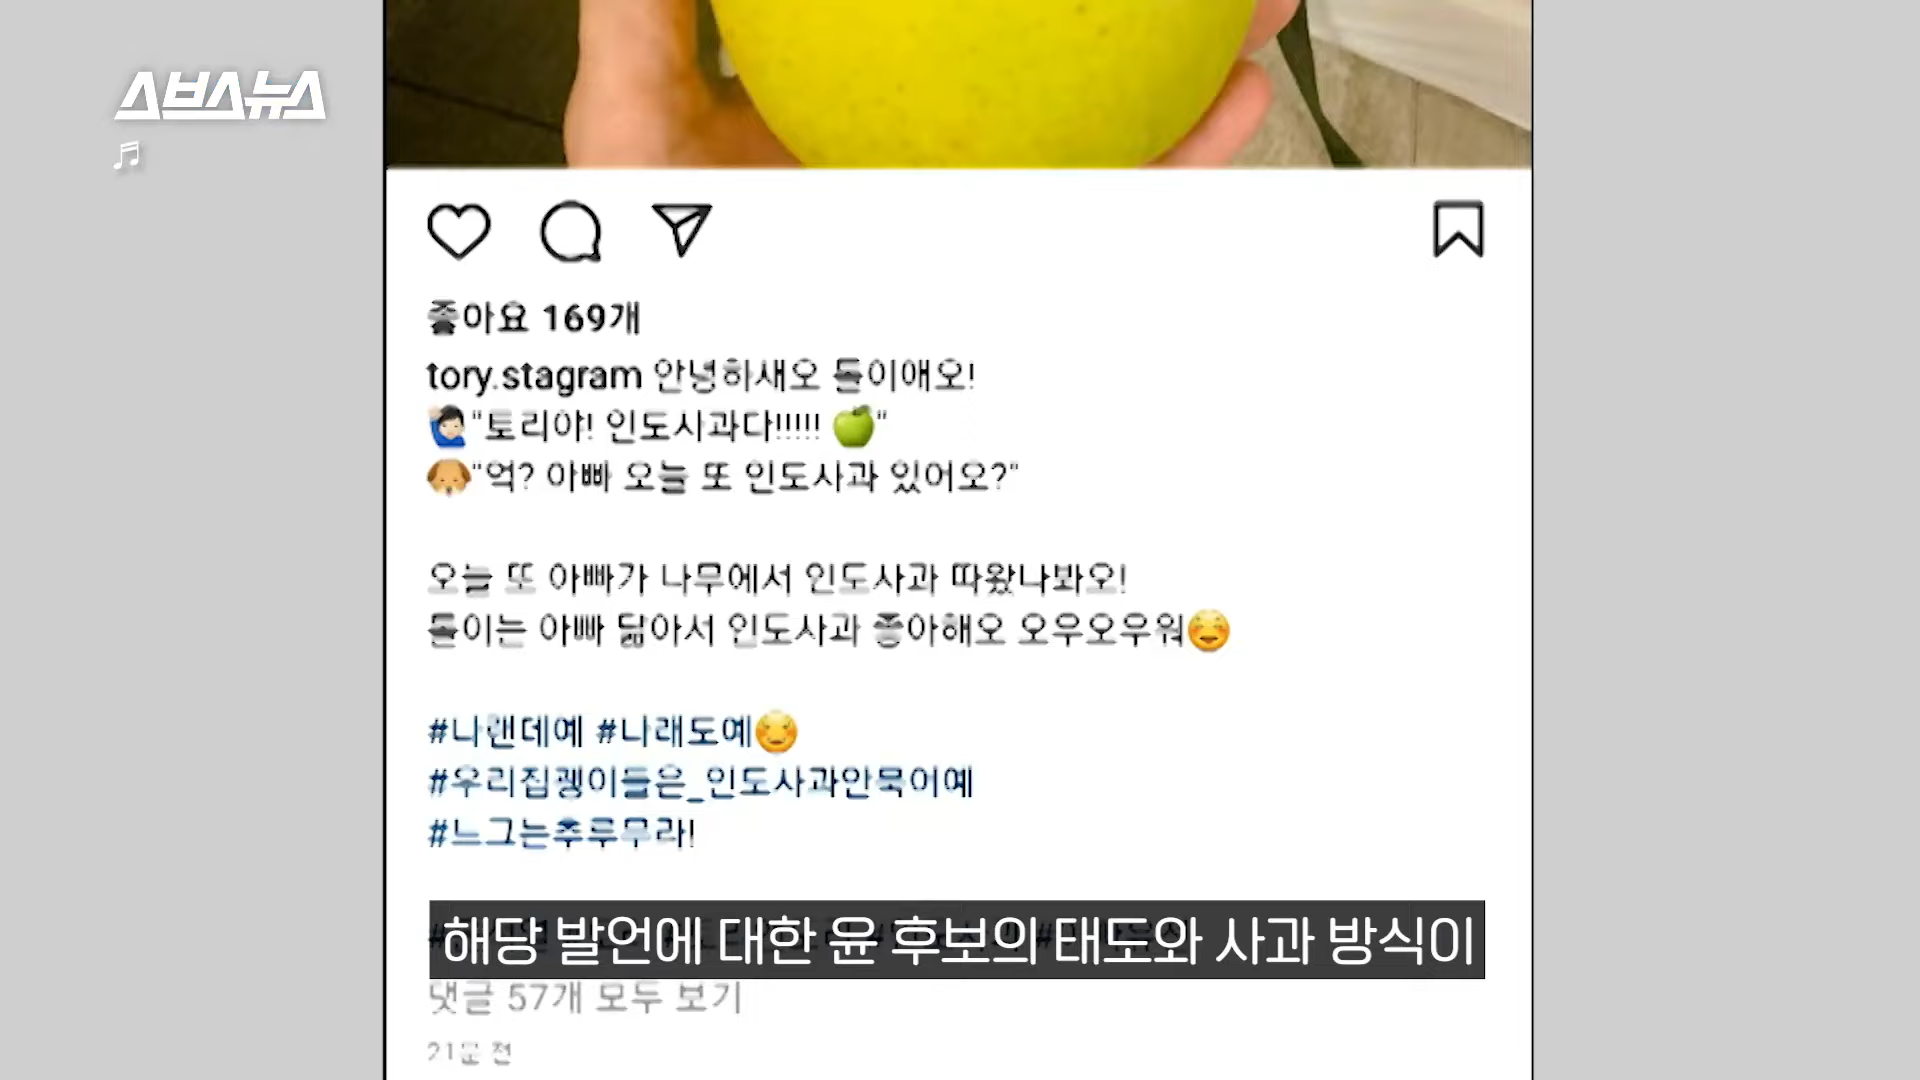 스브스뉴스
좋아요 169개
tory.stagram 안녕하새오 톨이애오!
"토리야! 인도사과다!!!!! "
"억? 아빠 오늘 또 인도사과 있어오?"
오늘 또 아빠가 나무에서 인도사과 따왔나봐오!
톨이는 아빠 닮아서 인도사과 좋아해오 오우오우워
#나랜데예 #나래도예
#우리집괭이들은_인도사과안묵어예
#느그는추루무라!
해당 발언에 대한 윤 후보의 태도와 사과 방식이
댓글 57개 모두 보기
21분 전